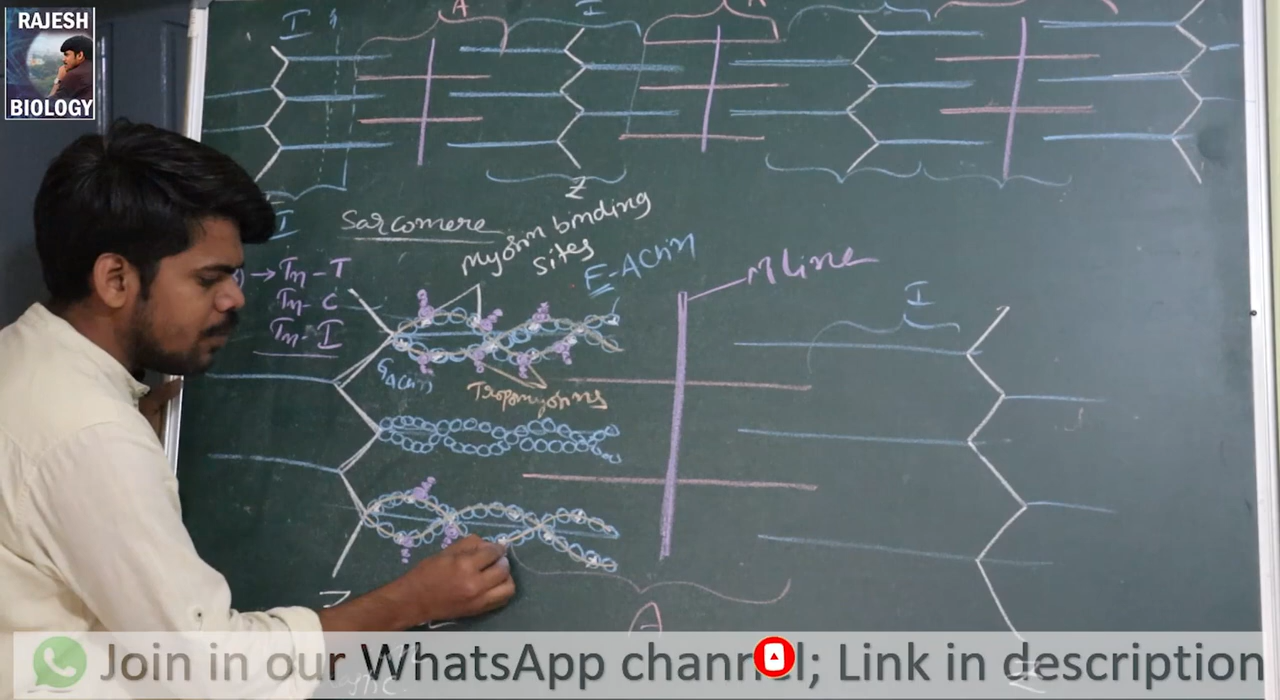 RAJESH
BIOLOGY
I
A
I
Z
I
Sarcomere
myosin binding
sites
F-Actin
M line
→ Tn-T
Tn-C
Tn-I
I
G Actin
Tropomyosins
A
Z
Join in our WhatsApp channel; Link in description
Z